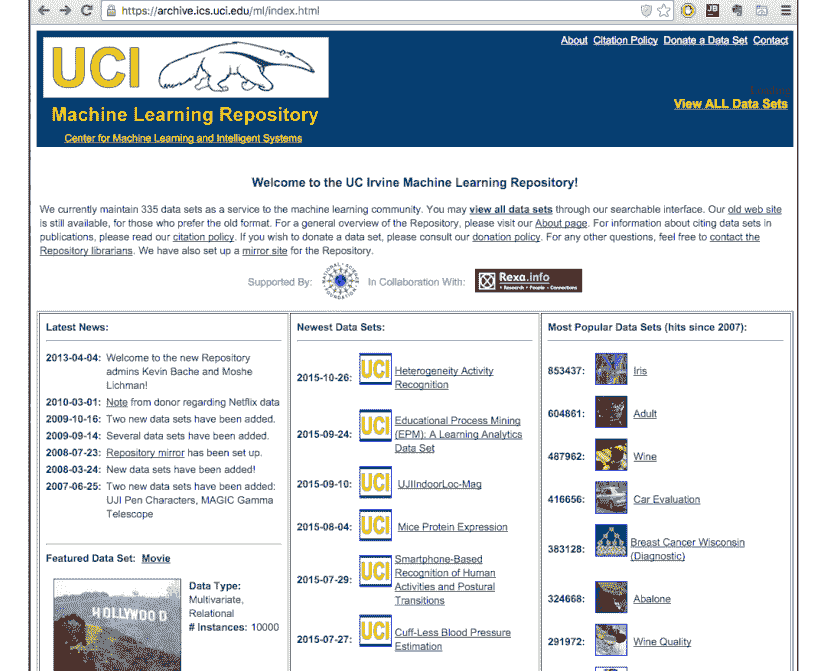 https://archive.ics.uci.edu/ml/index.html
About Citation Policy Donate a Data Set Contact
UCI
View ALL Data Sets
Machine Learning Repository
Center for Machine Learning and Intelligent Systems
Welcome to the UC Irvine Machine Learning Repository!
We currently maintain 335 data sets as a service to the machine learning community. You may view all data sets through our searchable interface. Our old web site
is still available, for those who prefer the old format. For a general overview of the Repository, please visit our About page. For information about citing data sets in
publications, please read our citation policy. If you wish to donate a data set, please consult our donation policy. For any other questions, feel free to contact the
Repository librarians. We have also set up a mirror site for the Repository.
Supported By: In Collaboration With: Rexa.info
Research • People • Connections
Latest News:
2013-04-04: Welcome to the new Repository
admins Kevin Bache and Moshe
Lichman!
2010-03-01: Note from donor regarding Netflix data
2009-10-16: Two new data sets have been added.
2009-09-14: Several data sets have been added.
2008-07-23: Repository mirror has been set up.
2008-03-24: New data sets have been added!
2007-06-25: Two new data sets have been added:
UJI Pen Characters, MAGIC Gamma
Telescope
Featured Data Set: Movie
HOLLYWOOD
Data Type:
Multivariate,
Relational
# Instances: 10000
Newest Data Sets:
2015-10-26: UCI Heterogeneity Activity
Recognition
2015-09-24: UCI Educational Process Mining
(EPM): A Learning Analytics
Data Set
2015-09-10: UCI UJIIndoorLoc-Mag
2015-08-04: UCI Mice Protein Expression
2015-07-29: UCI Smartphone-Based
Recognition of Human
Activities and Postural
Transitions
2015-07-27: UCI Cuff-Less Blood Pressure
Estimation
Most Popular Data Sets (hits since 2007):
853437: Iris
604861: Adult
487962: Wine
416656: Car Evaluation
383128: Breast Cancer Wisconsin
(Diagnostic)
324668: Abalone
291972: Wine Quality